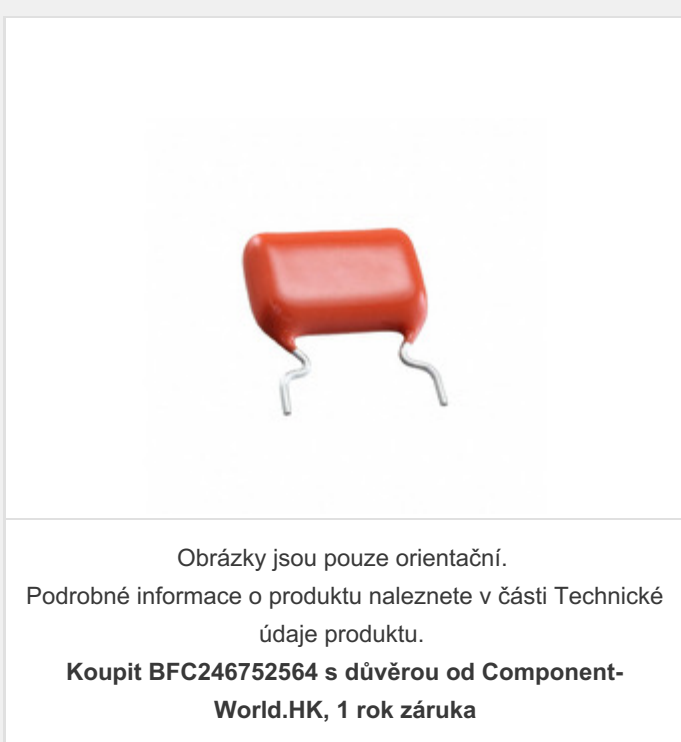 Obrázky jsou pouze orientační.
Podrobné informace o produktu naleznete v části Technické
údaje produktu.
Koupit BFC246752564 s důvěrou od Component-
World.HK, 1 rok záruka